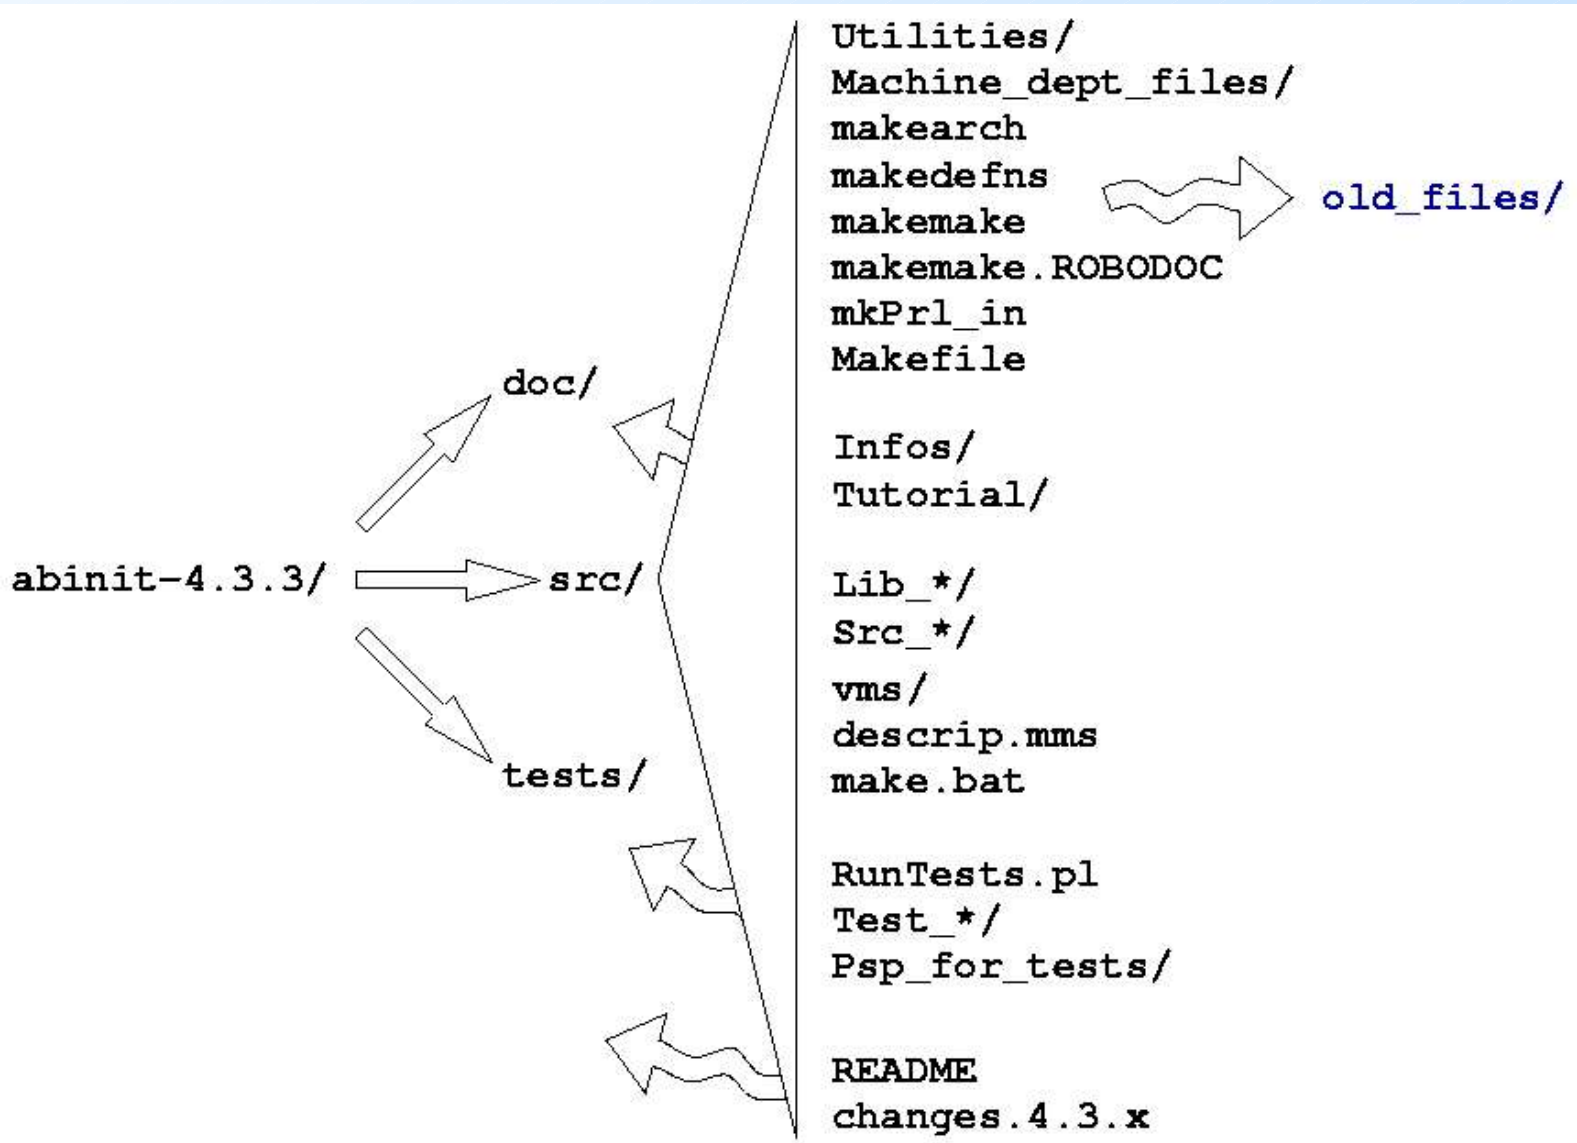 Utilities/
Machine_dept_files/
makearch
makedefns
old_files/
makemake
makemake.ROBODOC
mkPrl_in
Makefile
doc/
Infos/
Tutorial/
abinit-4.3.3/
src/
Lib_*/
Src_*/
vms/
descrip.mms
make.bat
tests/
RunTests.pl
Test_*/
Psp_for_tests/
README
changes.4.3.x